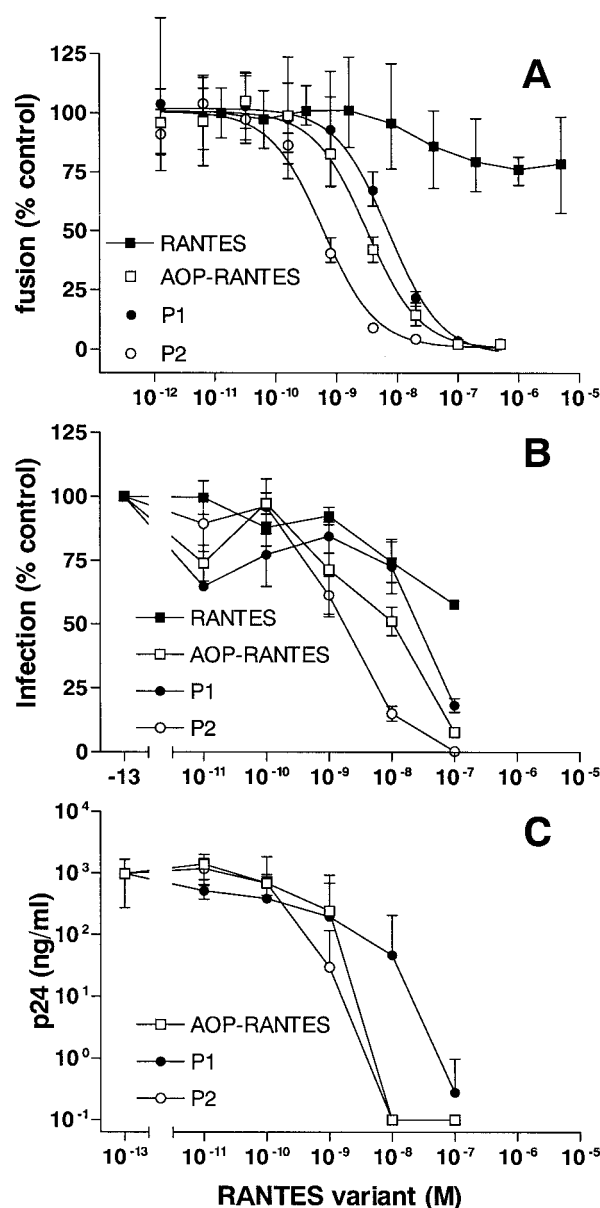 A
fusion (% control)
125
100
75
50
25
0
RANTES
AOP-RANTES
P1
P2
10⁻¹² 10⁻¹¹ 10⁻¹⁰ 10⁻⁹ 10⁻⁸ 10⁻⁷ 10⁻⁶ 10⁻⁵
B
Infection (% control)
125
100
75
50
25
0
RANTES
AOP-RANTES
P1
P2
-13 10⁻¹¹ 10⁻¹⁰ 10⁻⁹ 10⁻⁸ 10⁻⁷ 10⁻⁶ 10⁻⁵
C
p24 (ng/ml)
10⁴
10³
10²
10¹
10⁰
10⁻¹
AOP-RANTES
P1
P2
10⁻¹³ 10⁻¹¹ 10⁻¹⁰ 10⁻⁹ 10⁻⁸ 10⁻⁷ 10⁻⁶ 10⁻⁵
RANTES variant (M)